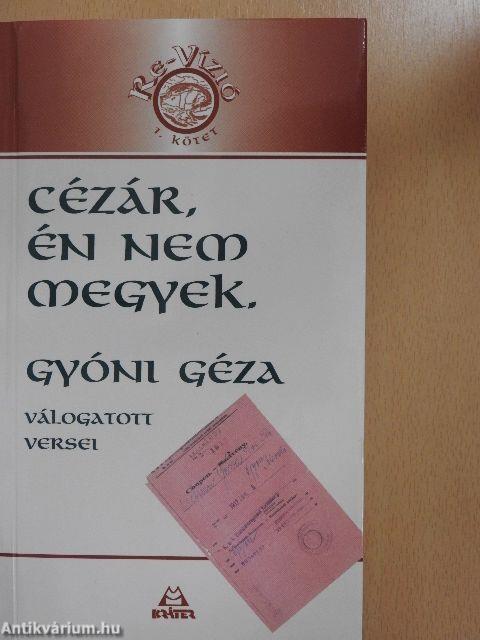 Re-Vízió
1. kötet
Cézár,
én nem
megyek.
Gyóni Géza
válogatott
versei
Kráter
Antikvárium.hu